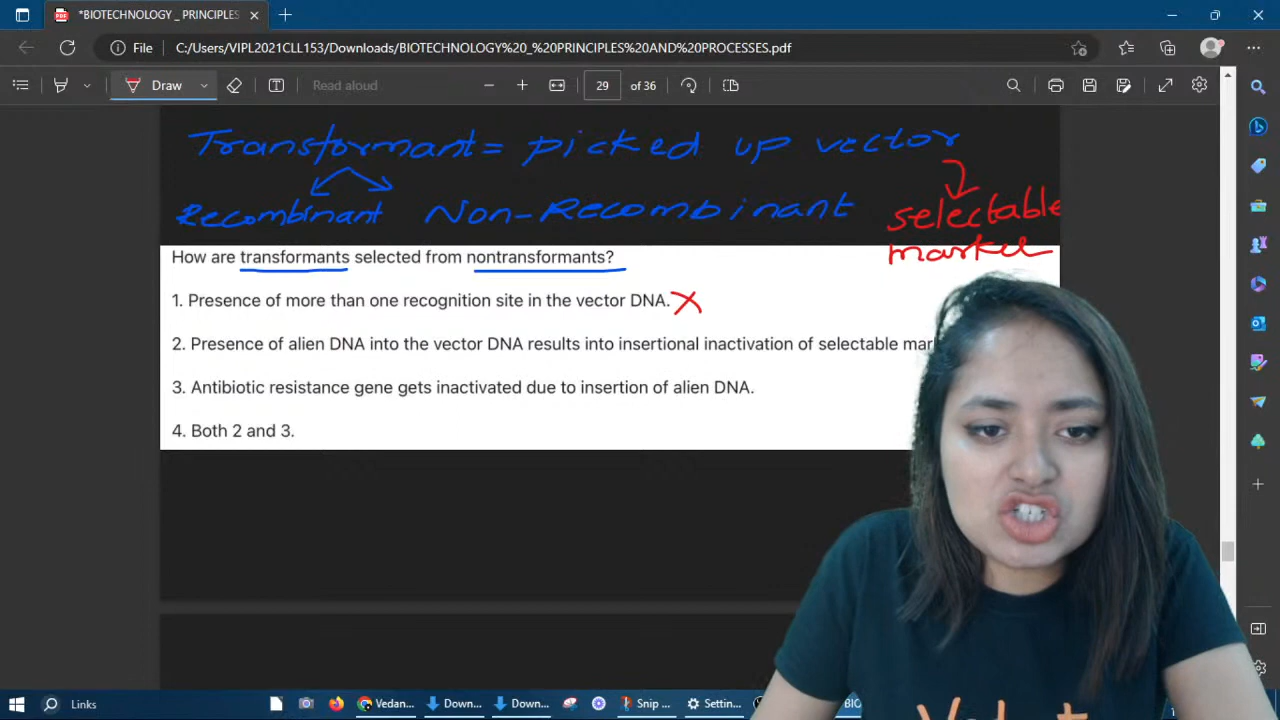 *BIOTECHNOLOGY _ PRINCIPLES
File C:/Users/VIPL2021CLL153/Downloads/BIOTECHNOLOGY%20_%20PRINCIPLES%20AND%20PROCESSES.pdf
Draw Read aloud 29 of 36
Transformant = picked up vector
Recombinant Non-Recombinant selectable
marker
How are transformants selected from nontransformants?
1. Presence of more than one recognition site in the vector DNA. X
2. Presence of alien DNA into the vector DNA results into insertional inactivation of selectable mar
3. Antibiotic resistance gene gets inactivated due to insertion of alien DNA.
4. Both 2 and 3.
Links Vedan... Down... Down... Snip ... Settin... BIO